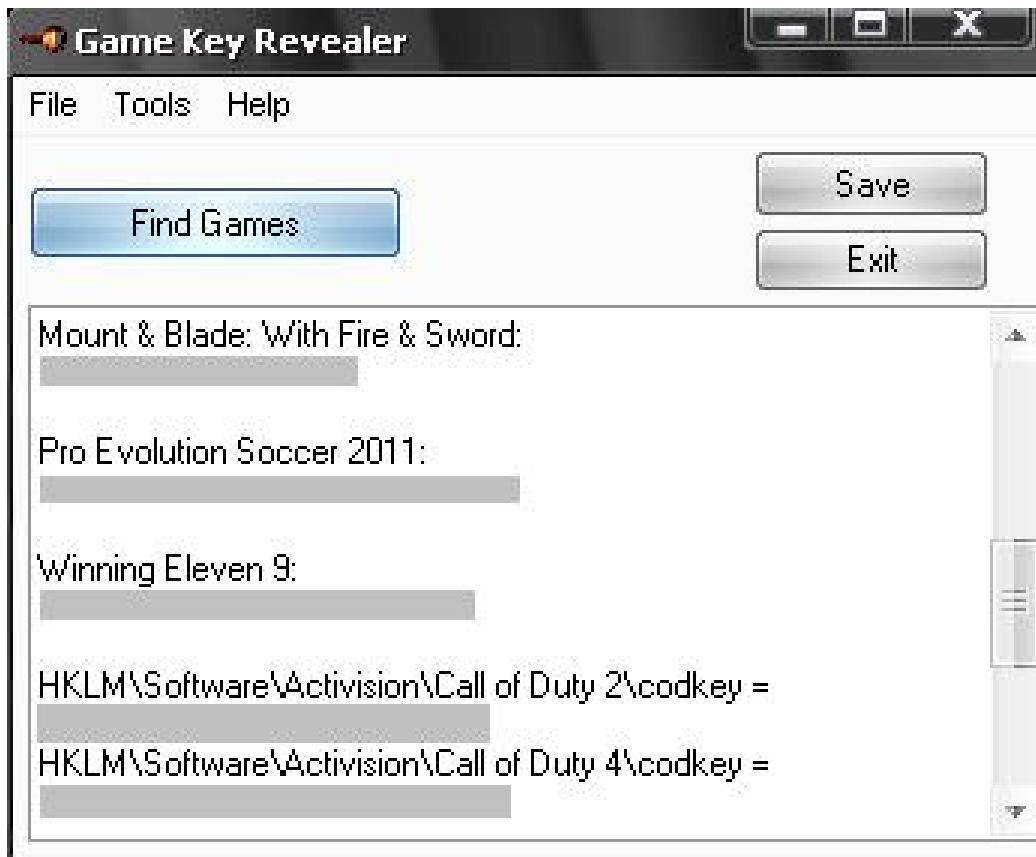 Game Key Revealer
File Tools Help
Find Games
Save
Exit
Mount & Blade: With Fire & Sword:
Pro Evolution Soccer 2011:
Winning Eleven 9:
HKLM\Software\Activision\Call of Duty 2\codkey =
HKLM\Software\Activision\Call of Duty 4\codkey =